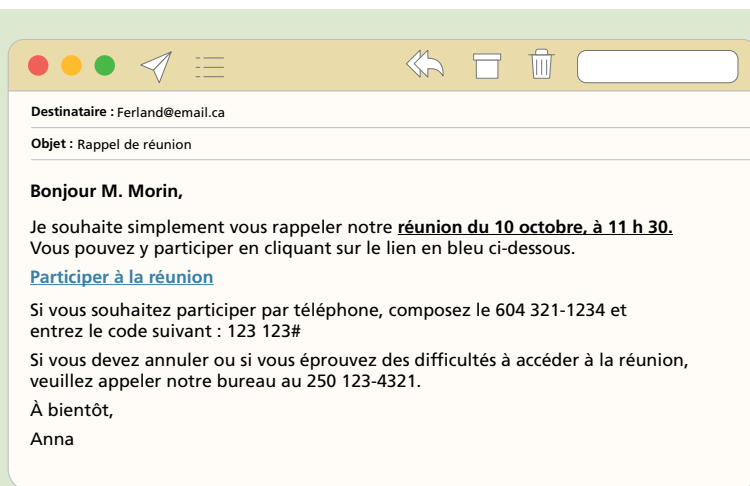 Destinataire : Ferland@email.ca
Objet : Rappel de réunion
Bonjour M. Morin,
Je souhaite simplement vous rappeler notre réunion du 10 octobre, à 11 h 30.
Vous pouvez y participer en cliquant sur le lien en bleu ci-dessous.
Participer à la réunion
Si vous souhaitez participer par téléphone, composez le 604 321-1234 et
entrez le code suivant : 123 123#
Si vous devez annuler ou si vous éprouvez des difficultés à accéder à la réunion,
veuillez appeler notre bureau au 250 123-4321.
À bientôt,
Anna